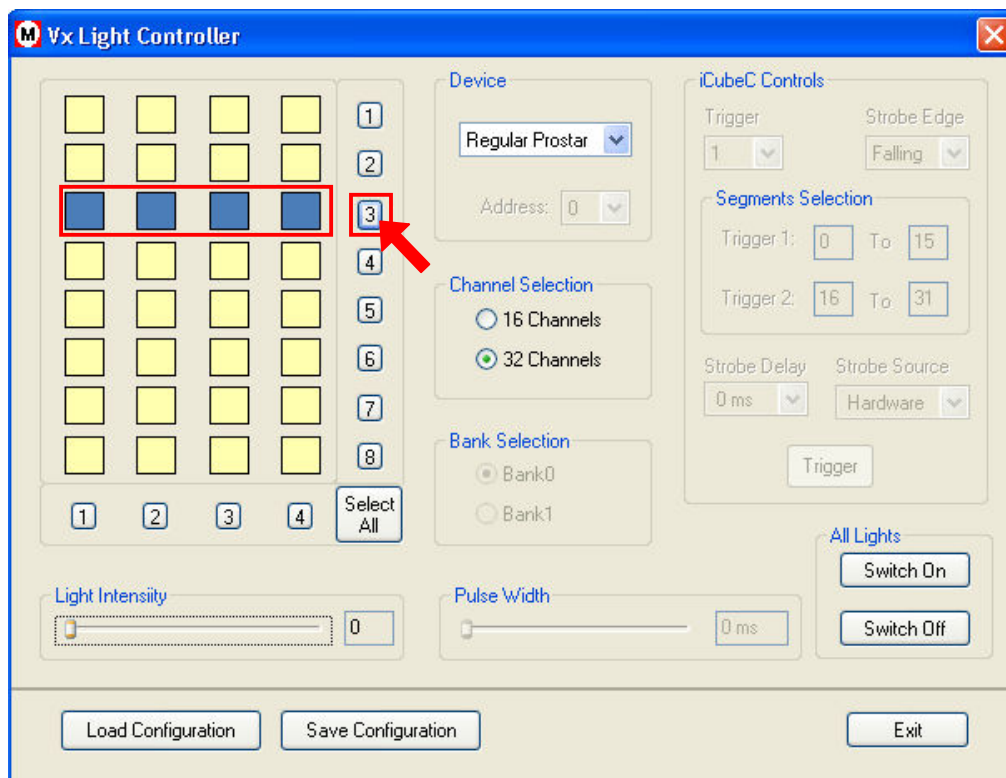 M Vx Light Controller
1
2
3
4
5
6
7
8
1 2 3 4 Select All
Device
Regular Prostar
Address: 0
Channel Selection
16 Channels
32 Channels
Bank Selection
Bank0
Bank1
iCubeC Controls
Trigger Strobe Edge
1 Falling
Segments Selection
Trigger 1: 0 To 15
Trigger 2: 16 To 31
Strobe Delay Strobe Source
0 ms Hardware
Trigger
Light Intensiity
0
Pulse Width
0 ms
All Lights
Switch On
Switch Off
Load Configuration Save Configuration Exit